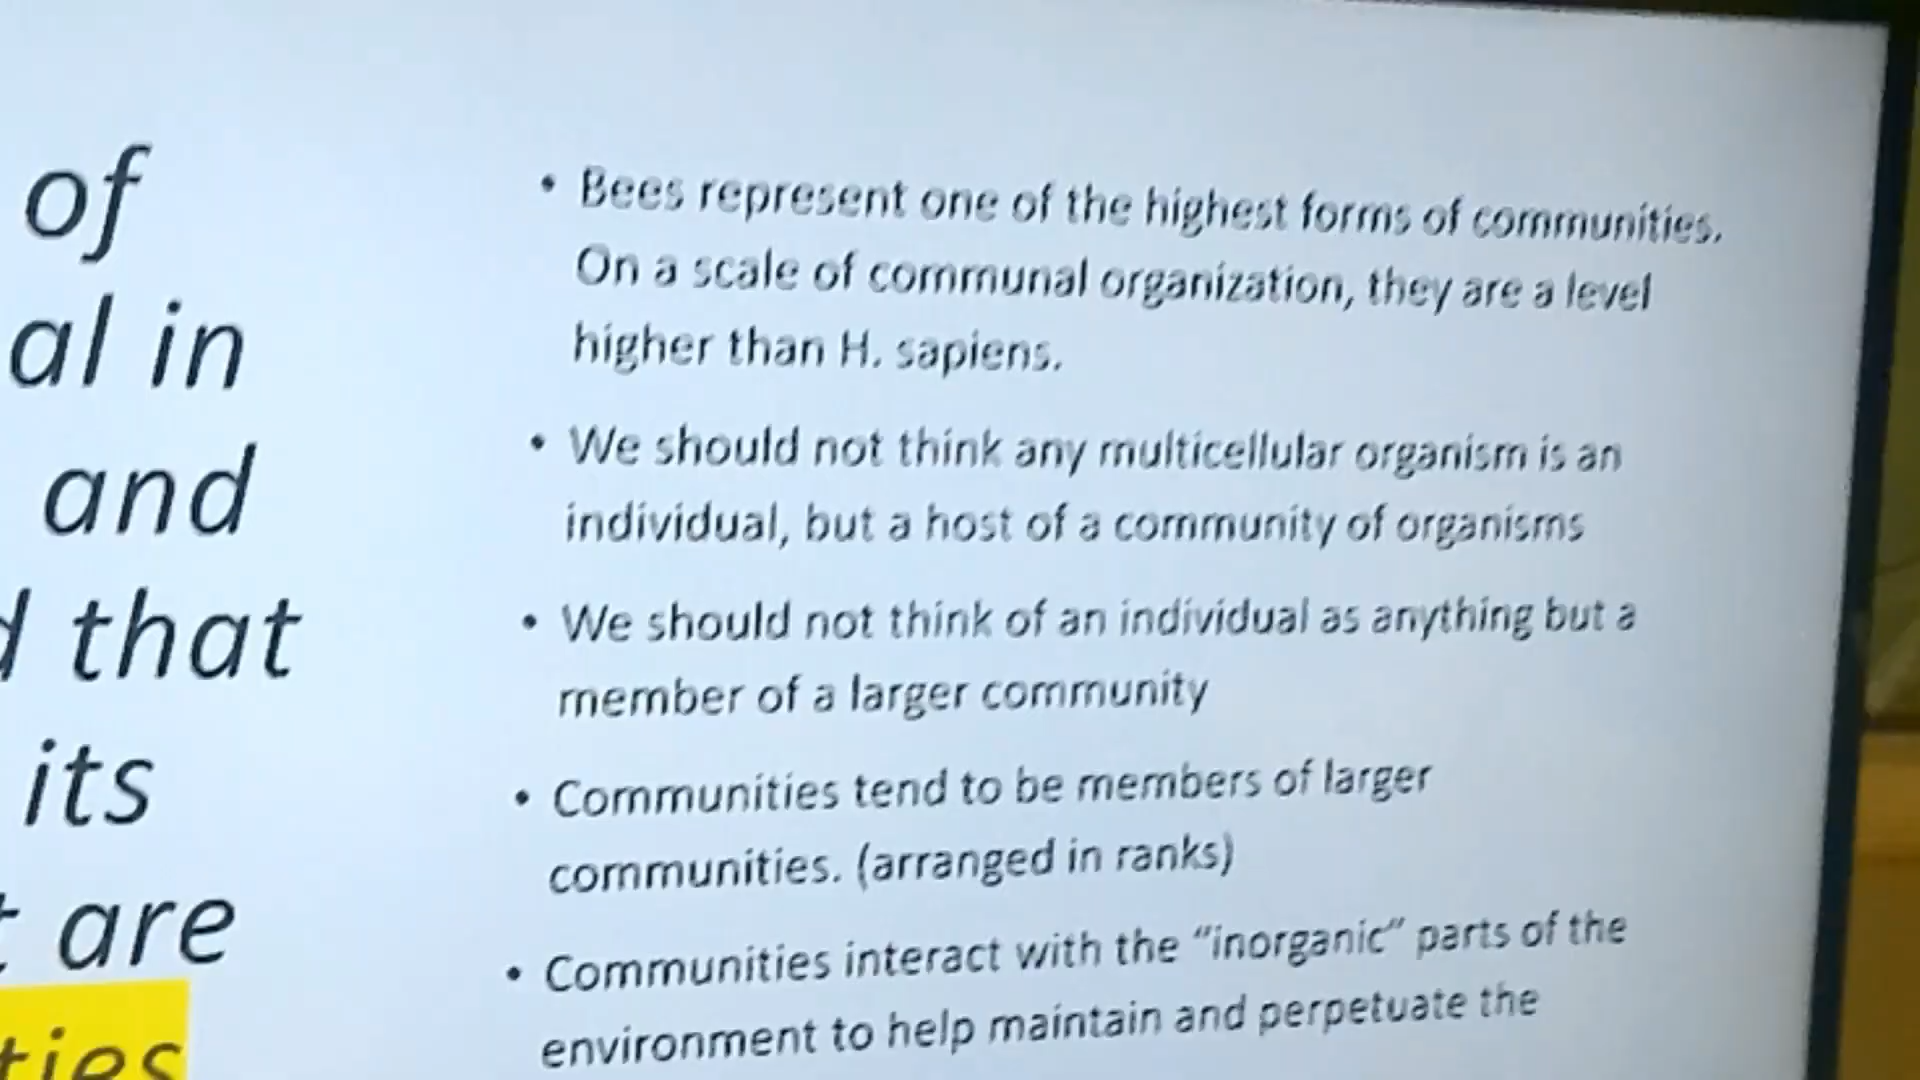 of
al in
and
that
its
are
ties
• Bees represent one of the highest forms of communities.
On a scale of communal organization, they are a level
higher than H. sapiens.
• We should not think any multicellular organism is an
individual, but a host of a community of organisms
• We should not think of an individual as anything but a
member of a larger community
• Communities tend to be members of larger
communities. (arranged in ranks)
• Communities interact with the “inorganic” parts of the
environment to help maintain and perpetuate the